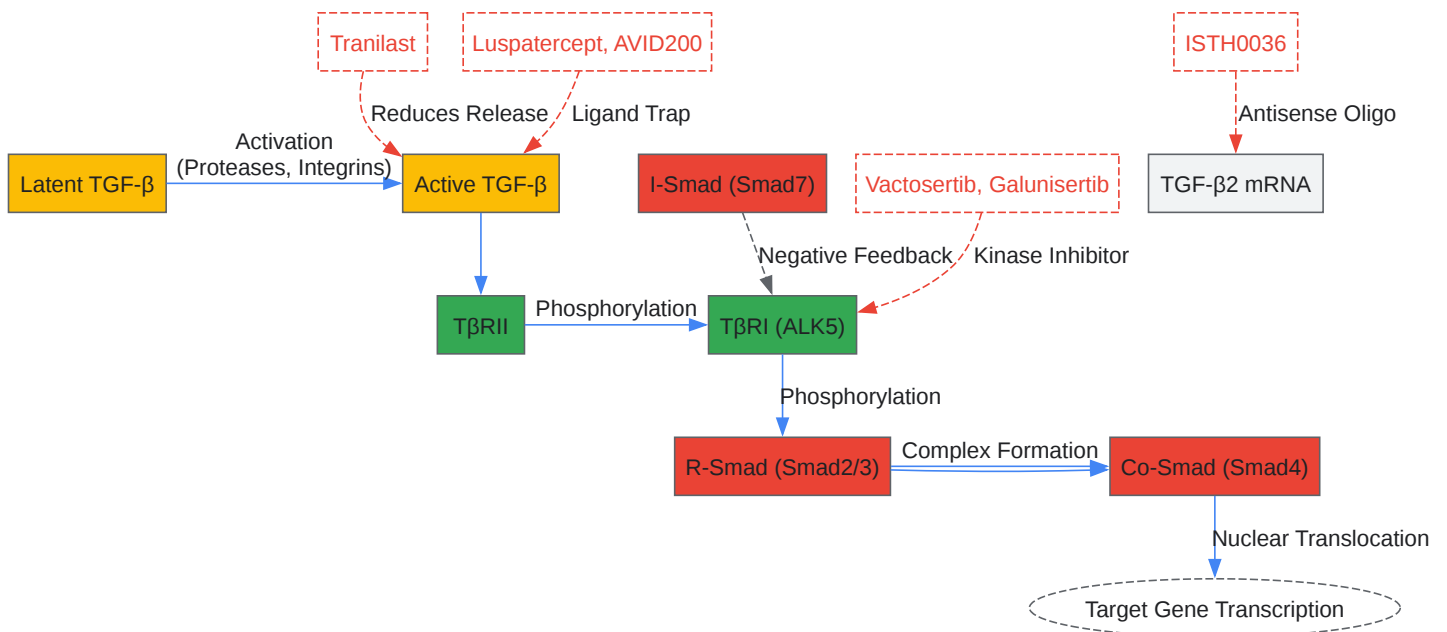 Tranilast
Luspatercept, AVID200
ISTH0036
Reduces Release
Ligand Trap
Antisense Oligo
Activation
(Proteases, Integrins)
Latent TGF-β
Active TGF-β
I-Smad (Smad7)
Vactosertib, Galunisertib
TGF-β2 mRNA
Negative Feedback
Kinase Inhibitor
TβRII
Phosphorylation
TβRI (ALK5)
Phosphorylation
R-Smad (Smad2/3)
Complex Formation
Co-Smad (Smad4)
Nuclear Translocation
Target Gene Transcription